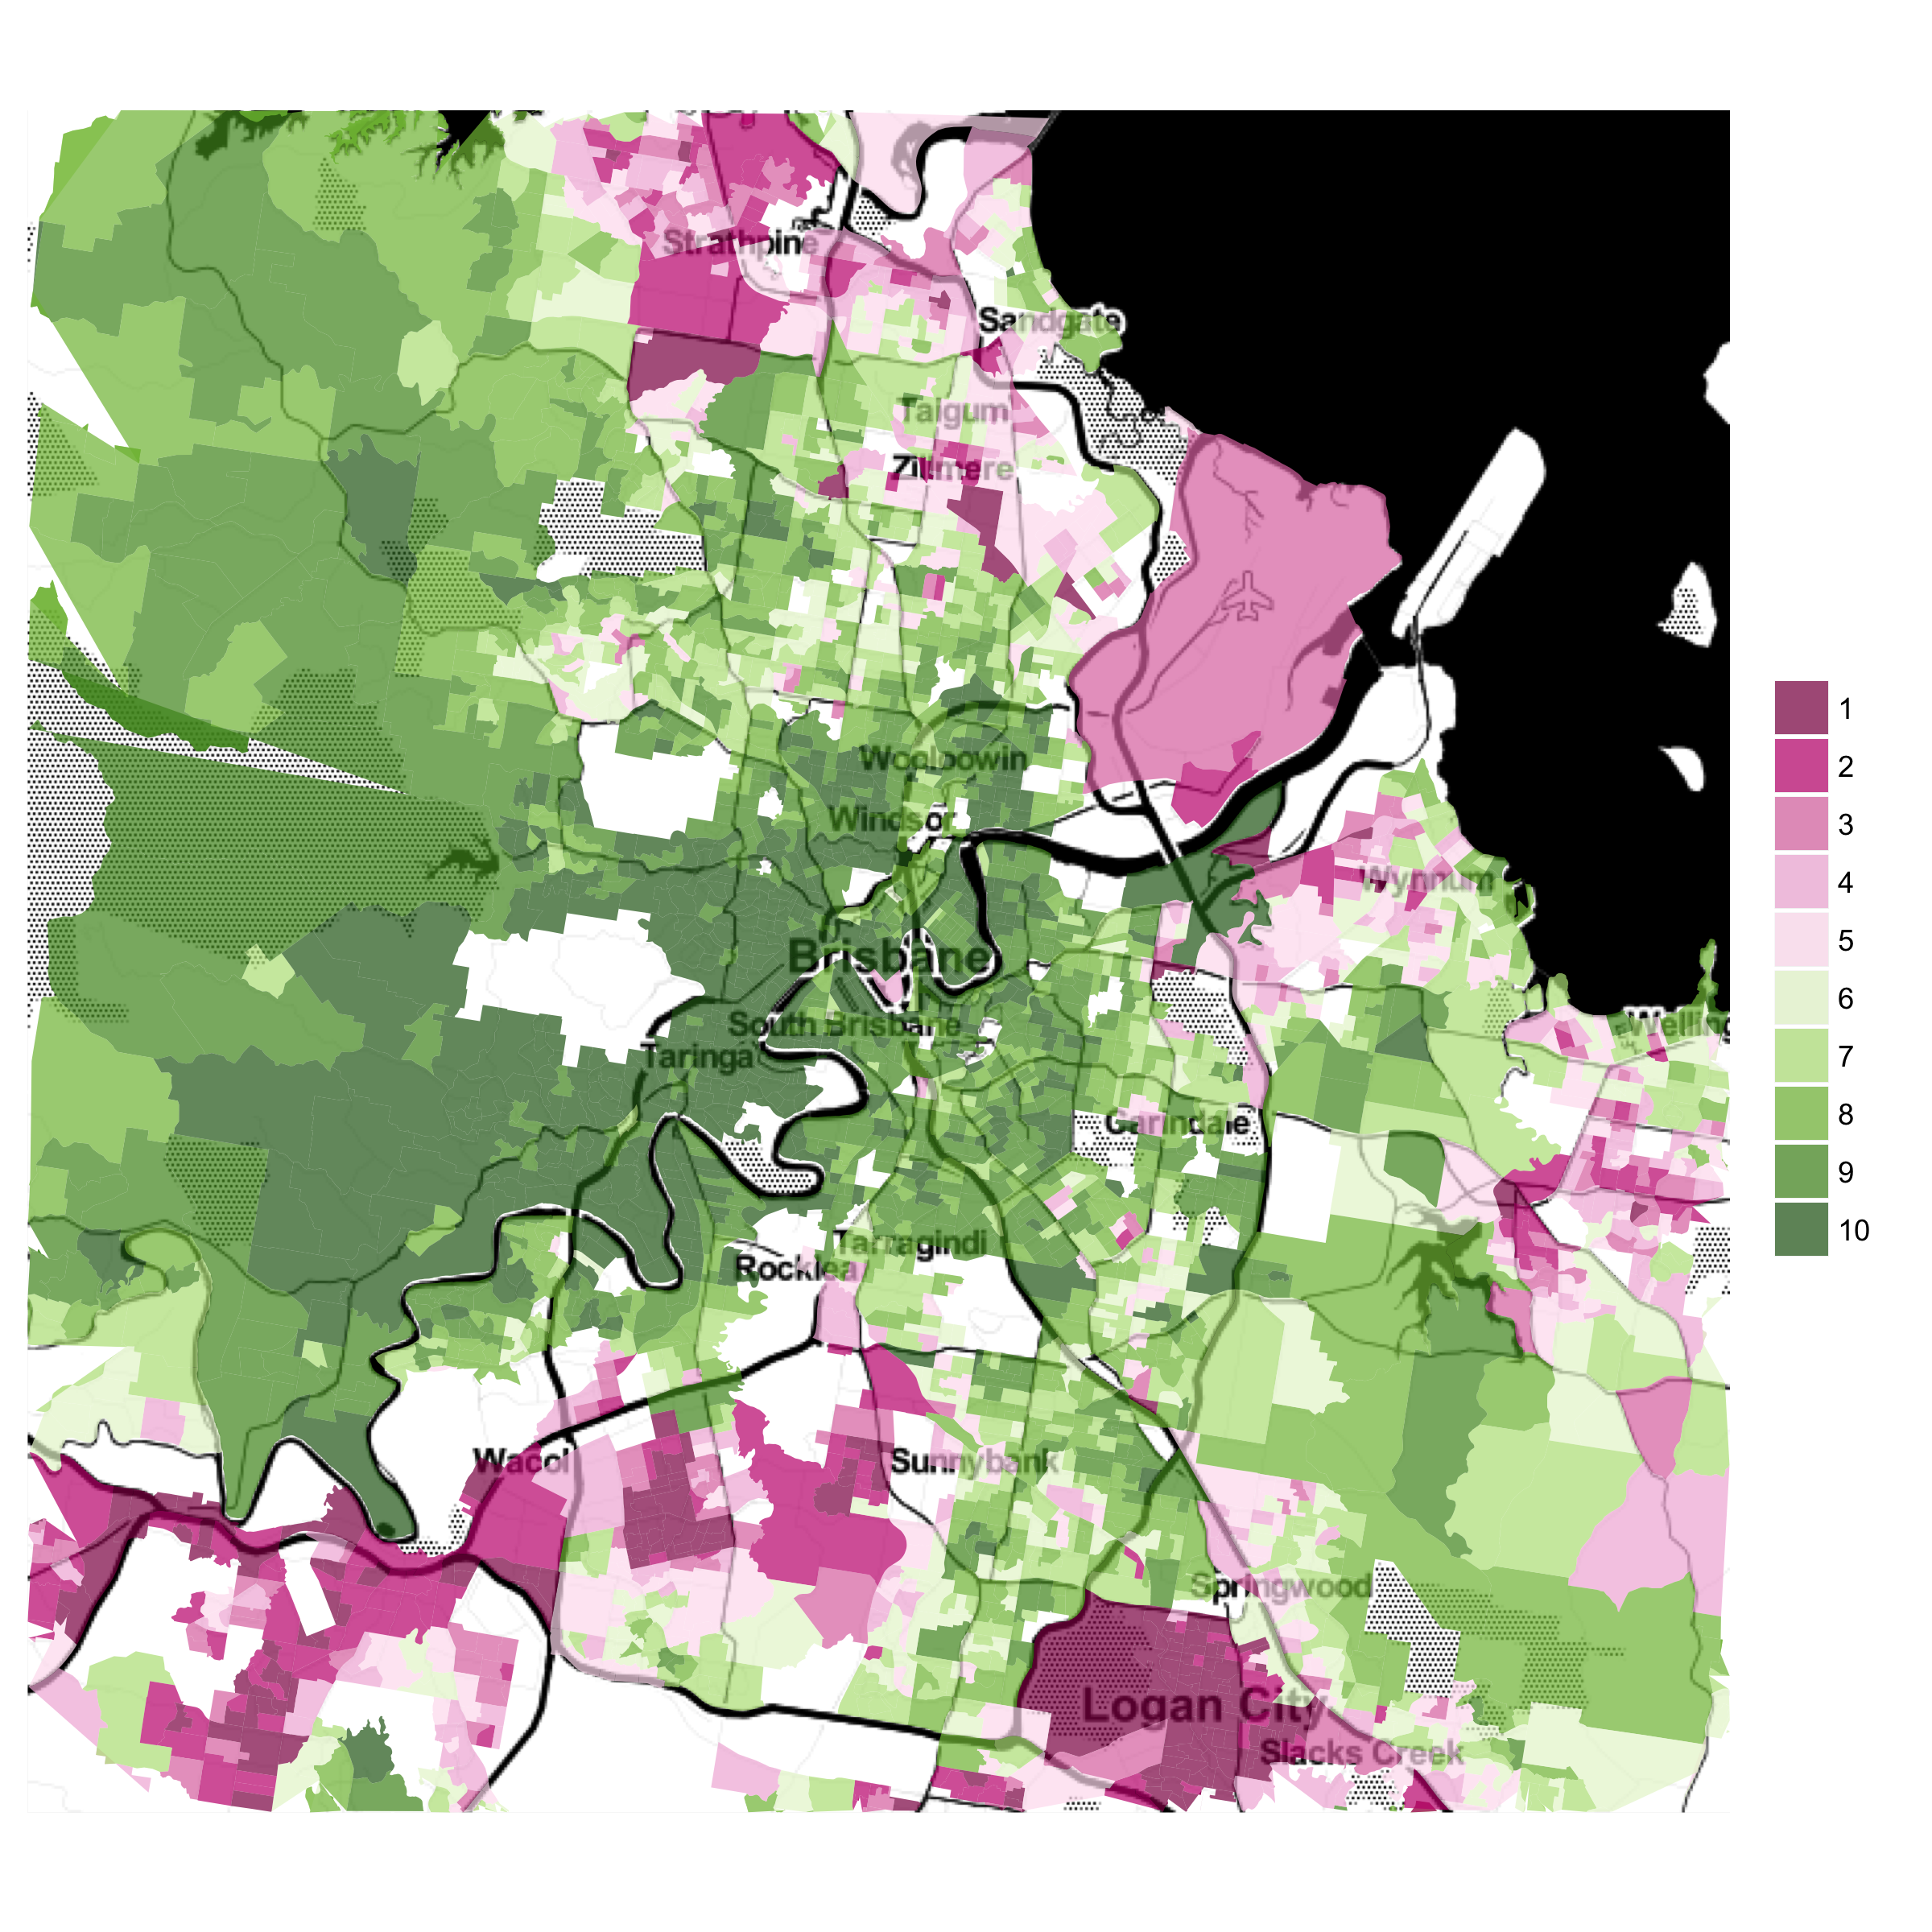 Strathpine
Sandgate
Taigum
Zillmere
Wooloowin
Windsor
Wynnum
Brisbane
South Brisbane
Taringa
Carindale
Tarragindi
Rocklea
Wacol
Sunnybank
Springwood
Logan City
Slacks Creek
1
2
3
4
5
6
7
8
9
10